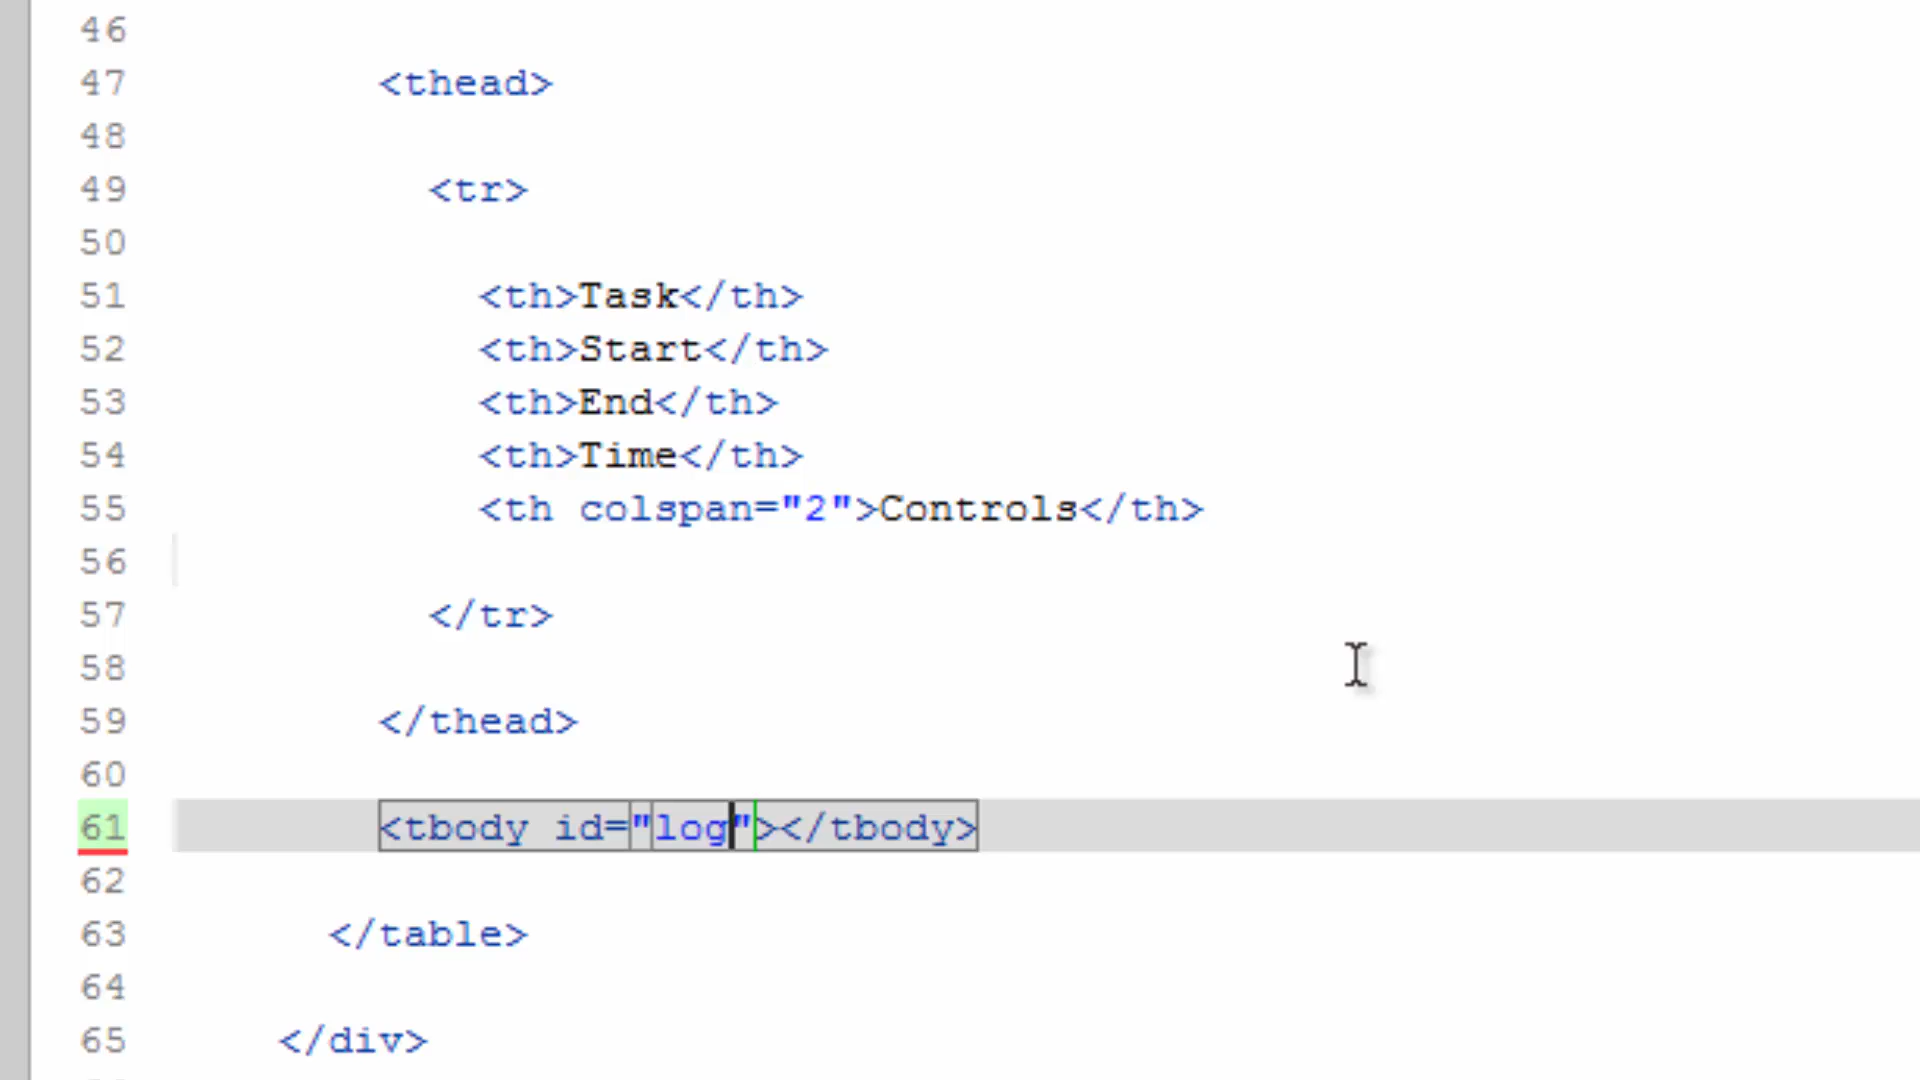 46
47 <thead>
48
49 <tr>
50
51 <th>Task</th>
52 <th>Start</th>
53 <th>End</th>
54 <th>Time</th>
55 <th colspan="2">Controls</th>
56
57 </tr>
58
59 </thead>
60
61 <tbody id="log"></tbody>
62
63 </table>
64
65 </div>